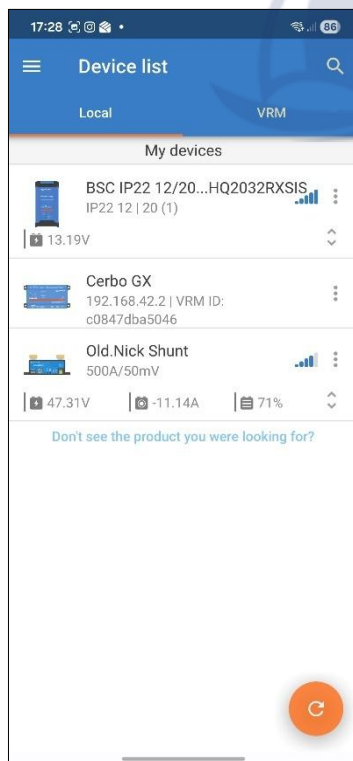 17:28
86
Device list
Local VRM
My devices
BSC IP22 12/20...HQ2032RXSIS
IP22 12 | 20 (1)
13.19V
Cerbo GX
192.168.42.2 | VRM ID:
c0847dba5046
Old.Nick Shunt
500A/50mV
47.31V -11.14A 71%
Don't see the product you were looking for?